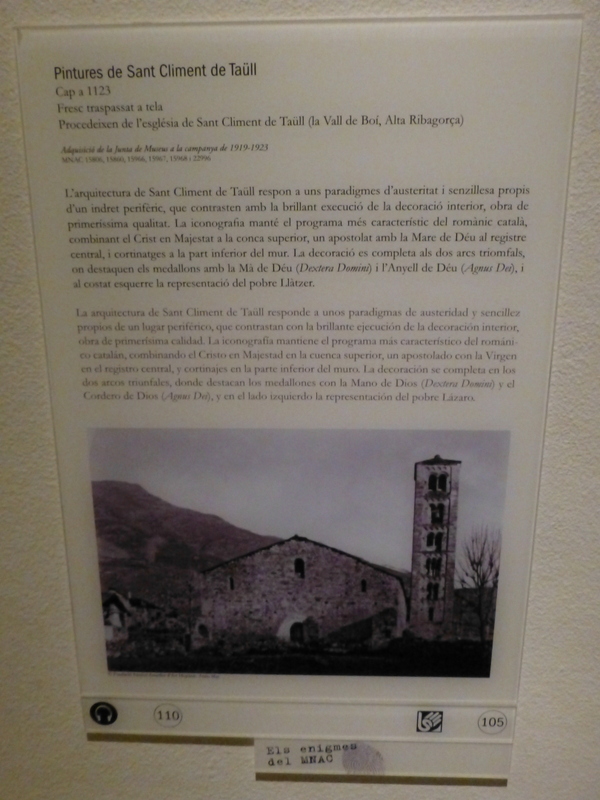 Pintures de Sant Climent de Taüll
Cap a 1123
Fresc traspassat a tela
Procedeixen de l'església de Sant Climent de Taüll (la Vall de Boí, Alta Ribagorça)
Adquisició de la Junta de Museus a la campanya de 1919-1923
L'arquitectura de Sant Climent de Taüll respon a uns paradigmes d'austeritat i senzillesa propis
d'un indret perifèric, que contrasten amb la brillant execució de la decoració interior, obra de
primeríssima qualitat. La iconografia manté el programa més característic del romànic català,
combinant el Crist en Majestat a la conca superior, un apostolat amb la Mare de Déu al registre
central, i cortinatges a la part inferior del mur. La decoració es completa als dos arcs triomfals,
on destaquen els medallons amb la Mà de Déu (Dextera Domini) i l'Anyell de Déu (Agnus Dei), i
al costat esquerre la representació del pobre Llàtzer.
La arquitectura de Sant Climent de Taüll responde a unos paradigmas de austeridad y sencillez
propios de un lugar periférico, que contrastan con la brillante ejecución de la decoración interior,
obra de primerísima calidad. La iconografía mantiene el programa más característico del románi-
co catalán, combinando el Cristo en Majestad en la cuenca superior, un apostolado con la Virgen
en el registro central, y cortinajes en la parte inferior del muro. La decoración se completa en los
dos arcos triunfales, donde destacan los medallones con la Mano de Dios (Dextera Domini) y el
Cordero de Dios (Agnus Dei), y en el lado izquierdo la representación del pobre Lázaro.
110
105
Els enigmes
del MNAC